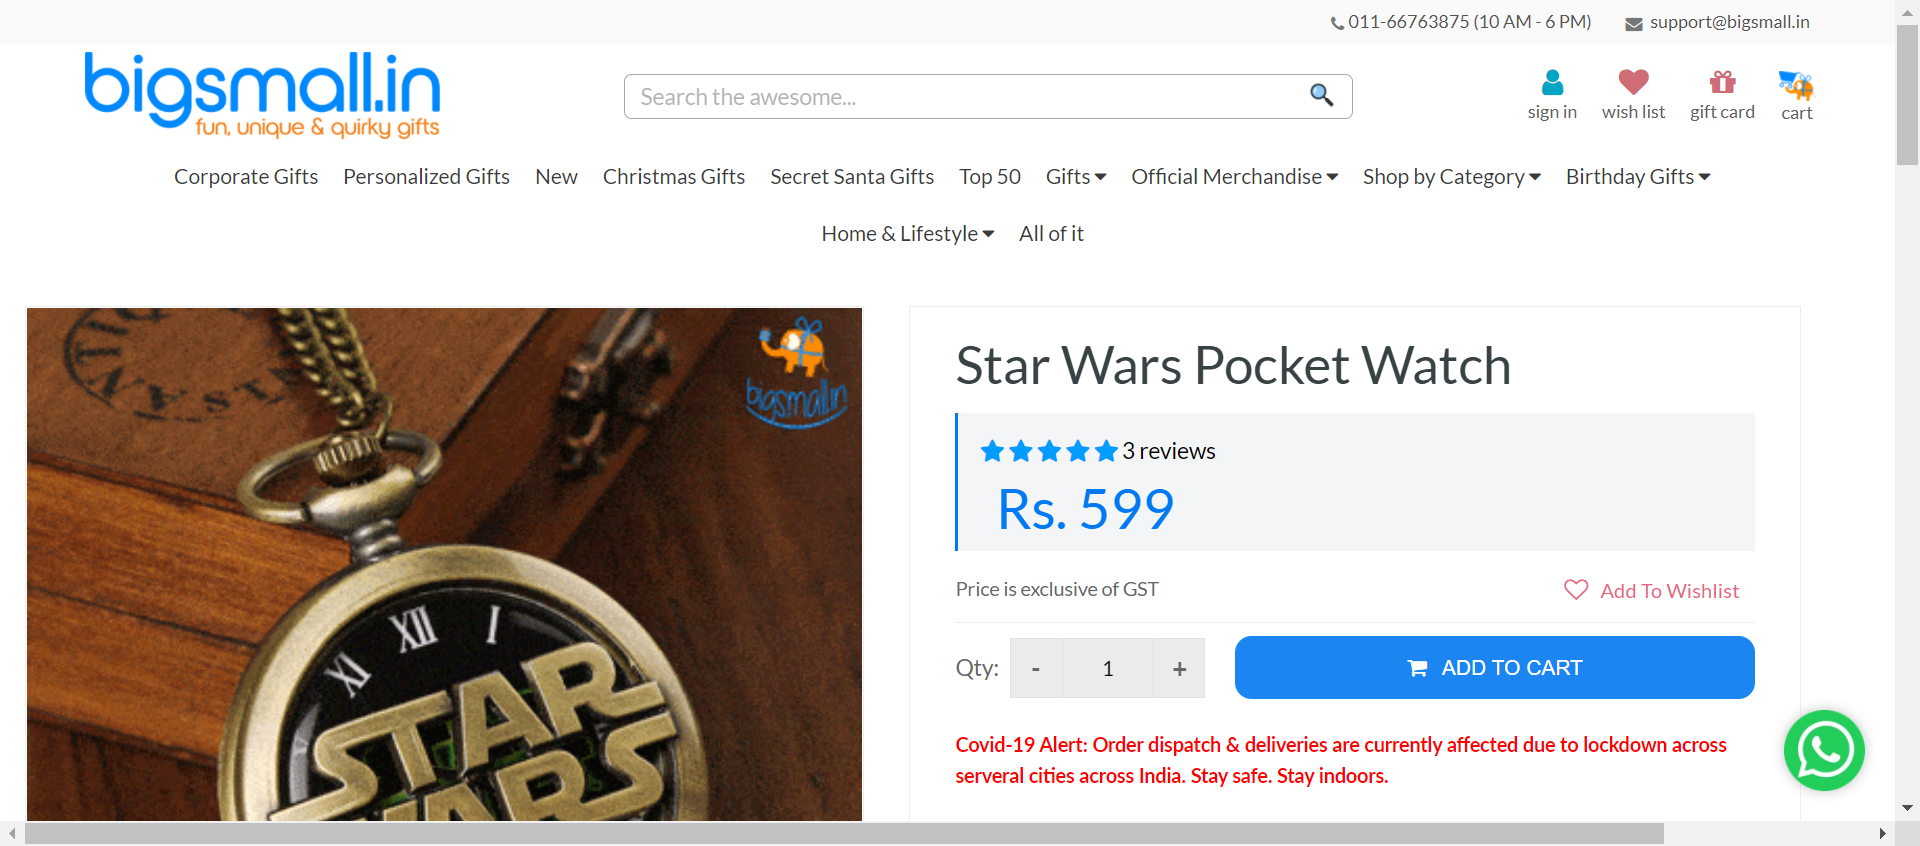 011-66763875 (10 AM - 6 PM) support@bigsmall.in
bigsmall.in
fun, unique & quirky gifts
Search the awesome...
sign in wish list gift card cart
Corporate Gifts Personalized Gifts New Christmas Gifts Secret Santa Gifts Top 50 Gifts Official Merchandise Shop by Category Birthday Gifts
Home & Lifestyle All of it
bigsmall.in
XI XII I
STAR
WARS
Star Wars Pocket Watch
3 reviews
Rs. 599
Price is exclusive of GST Add To Wishlist
Qty: - 1 + ADD TO CART
Covid-19 Alert: Order dispatch & deliveries are currently affected due to lockdown across
serveral cities across India. Stay safe. Stay indoors.